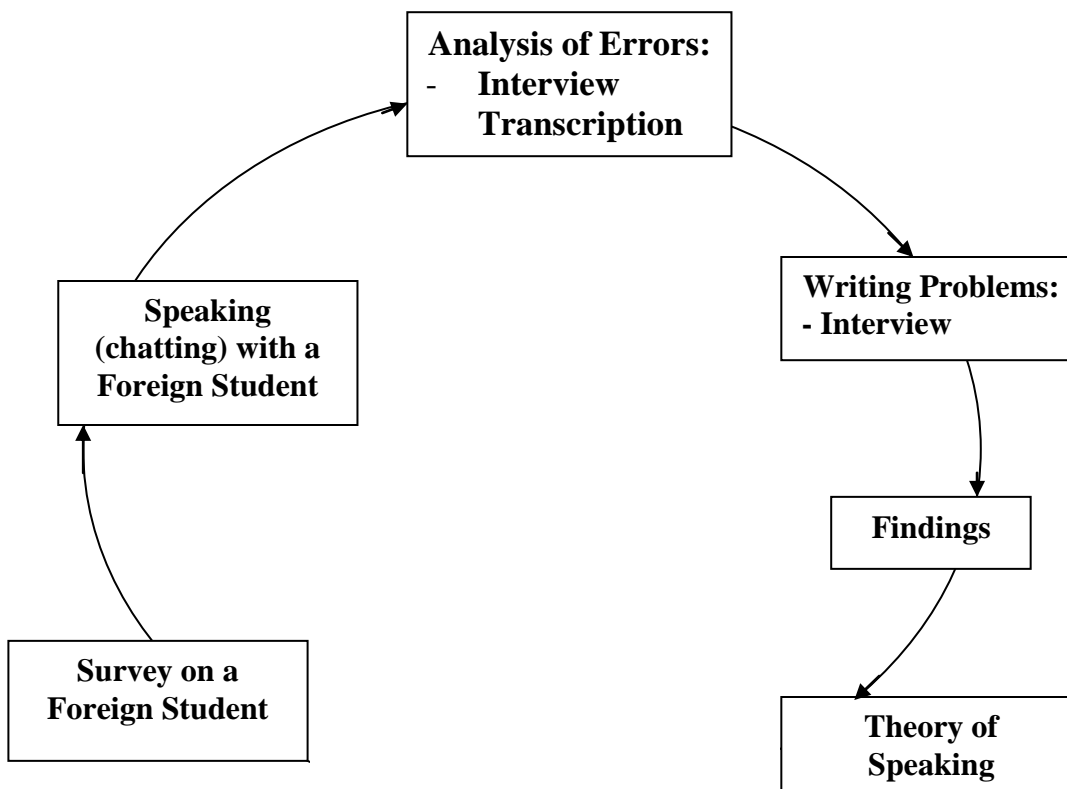 Analysis of Errors:
- Interview
Transcription
Writing Problems:
- Interview
Speaking
(chatting) with a
Foreign Student
Findings
Survey on a
Foreign Student
Theory of
Speaking